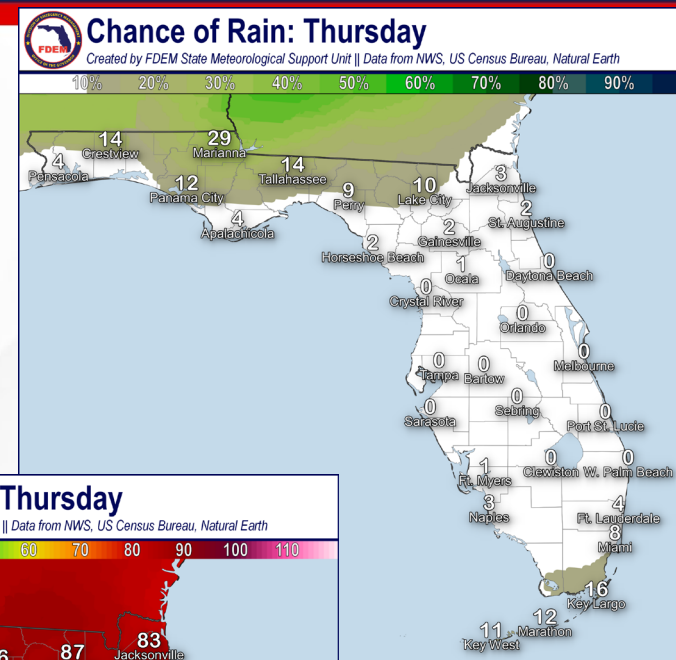 FDEM
Chance of Rain: Thursday
Created by FDEM State Meteorological Support Unit || Data from NWS, US Census Bureau, Natural Earth
10% 20% 30% 40% 50% 60% 70% 80% 90%
14
Crestview
29
Marianna
4
Pensacola
14
Tallahassee
12
Panama City
9
Perry
10
Lake City
3
Jacksonville
4
Apalachicola
2
St. Augustine
2
Gainesville
2
Horseshoe Beach
1
Ocala
0
Daytona Beach
0
Crystal River
0
Orlando
0
Tampa
0
Bartow
0
Melbourne
0
Sebring
0
Sarasota
0
Port St. Lucie
1
Ft. Myers
0
Clewiston
0
W. Palm Beach
3
Naples
4
Ft. Lauderdale
8
Miami
16
Key Largo
12
Marathon
11
Key West
Thursday
|| Data from NWS, US Census Bureau, Natural Earth
60 70 80 90 100 110
83
Jacksonville
6
87